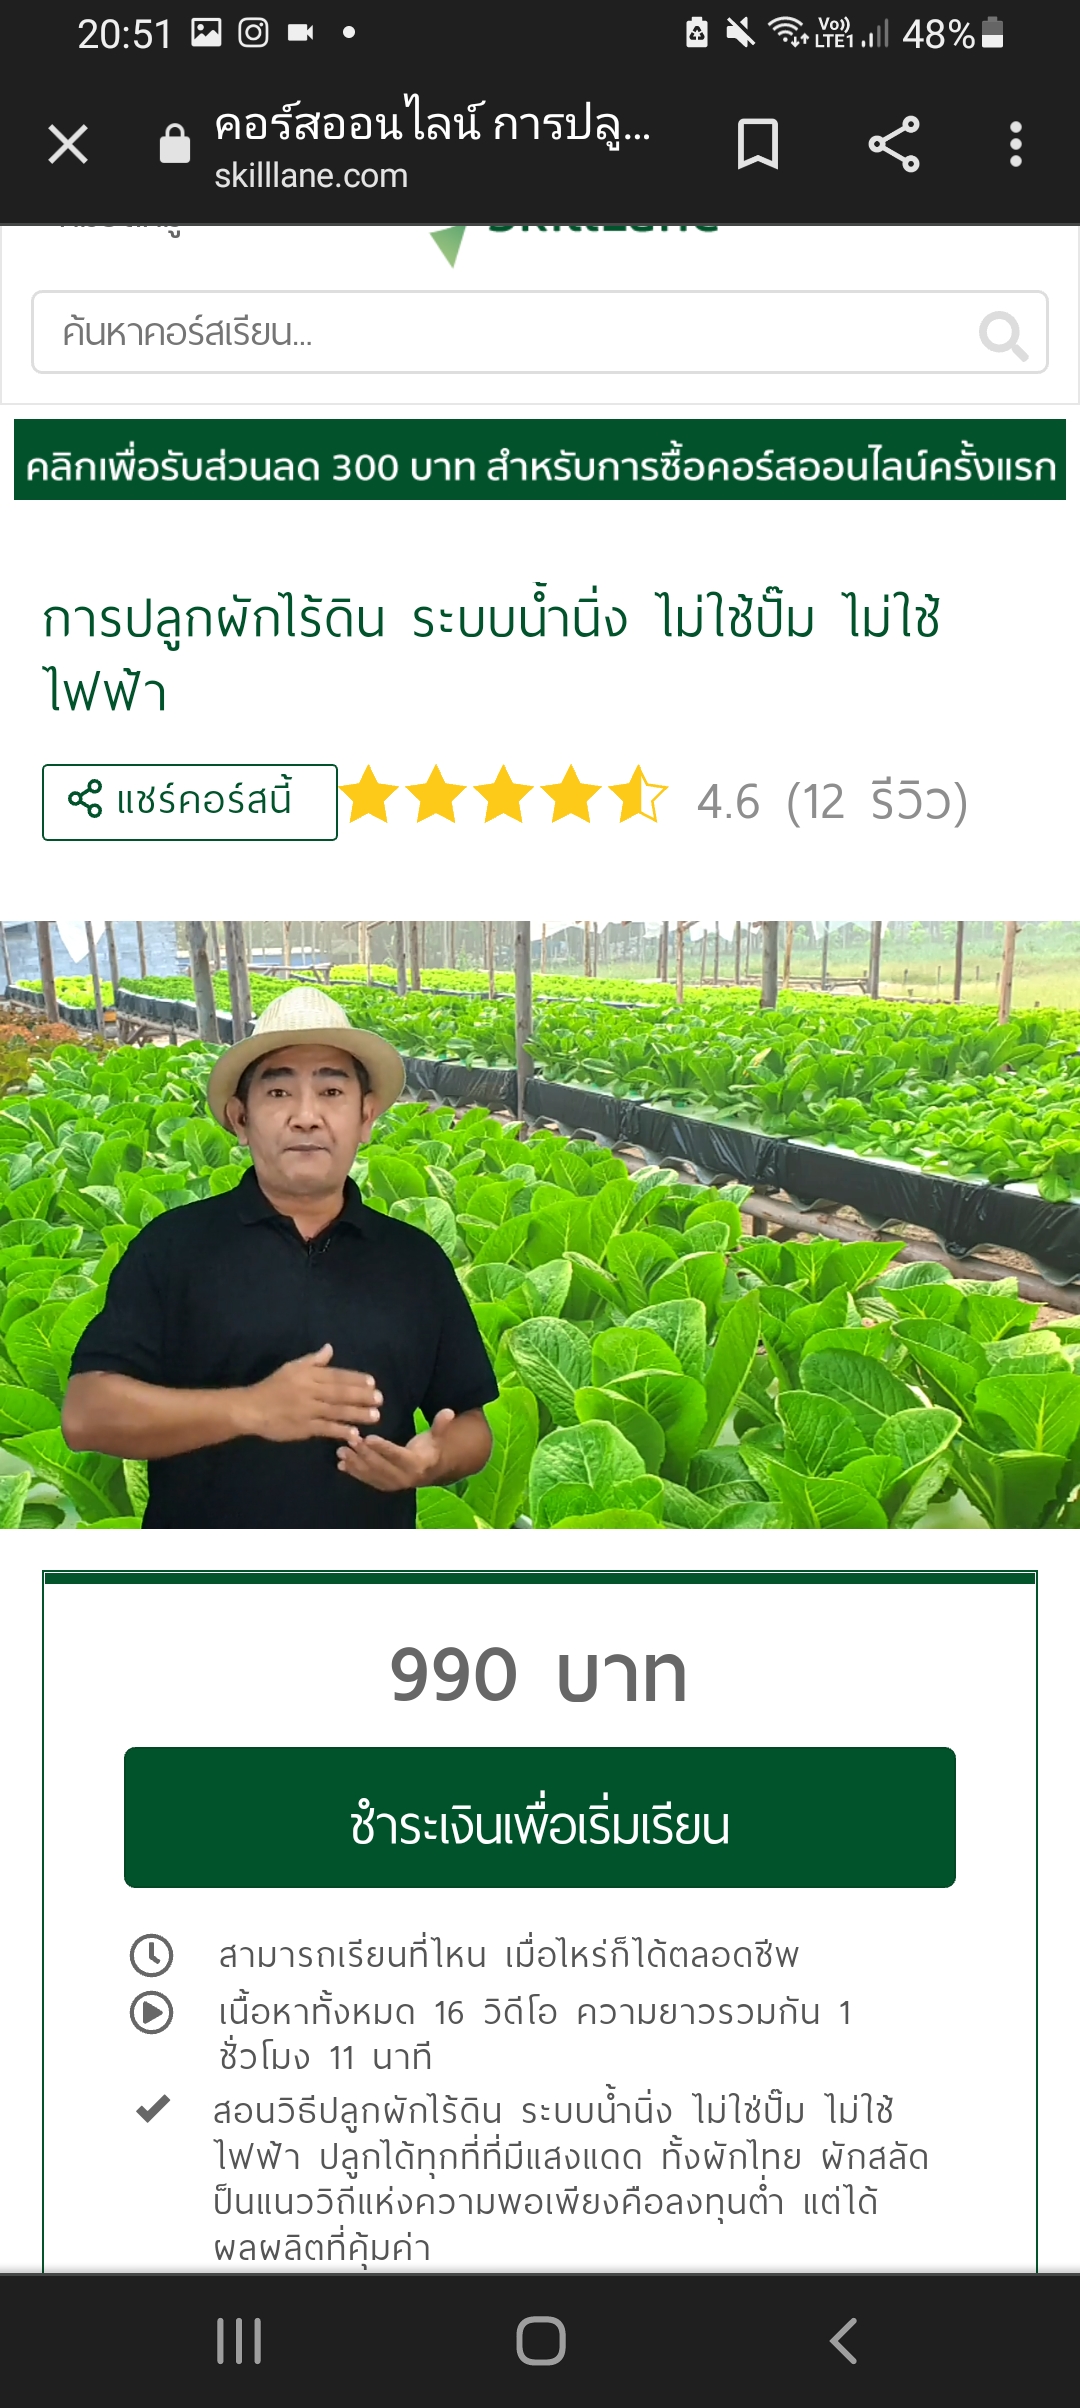 20:51
Vo)) LTE1 48%
คอร์สออนไลน์ การปลู...
skilllane.com
SkillLane
ค้นหาคอร์สเรียน...
คลิกเพื่อรับส่วนลด 300 บาท สำหรับการซื้อคอร์สออนไลน์ครั้งแรก
การปลูกผักไร้ดิน ระบบน้ำนิ่ง ไม่ใช้ปั๊ม ไม่ใช้
ไฟฟ้า
แชร์คอร์สนี้ 4.6 (12 รีวิว)
990 บาท
ชำระเงินเพื่อเริ่มเรียน
สามารถเรียนที่ไหน เมื่อไหร่ก็ได้ตลอดชีพ
เนื้อหาทั้งหมด 16 วิดีโอ ความยาวรวมกัน 1
ชั่วโมง 11 นาที
สอนวิธีปลูกผักไร้ดิน ระบบน้ำนิ่ง ไม่ใช่ปั๊ม ไม่ใช้
ไฟฟ้า ปลูกได้ทุกที่ที่มีแสงแดด ทั้งผักไทย ผักสลัด
ป็นแนววิถีแห่งความพอเพียงคือลงทุนต่ำ แต่ได้
ผลผลิตที่คุ้มค่า